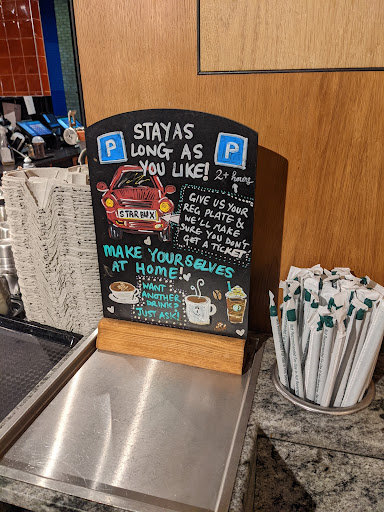 P
STAY AS
LONG AS
YOU LIKE!
P
2+ hours
STAR BUX
GIVE US YOUR
REG PLATE &
WE'LL MAKE
SURE YOU DON'T
GET A TICKET
MAKE YOURSELVES
AT HOME!
WANT
ANOTHER
DRINK?
JUST ASK!